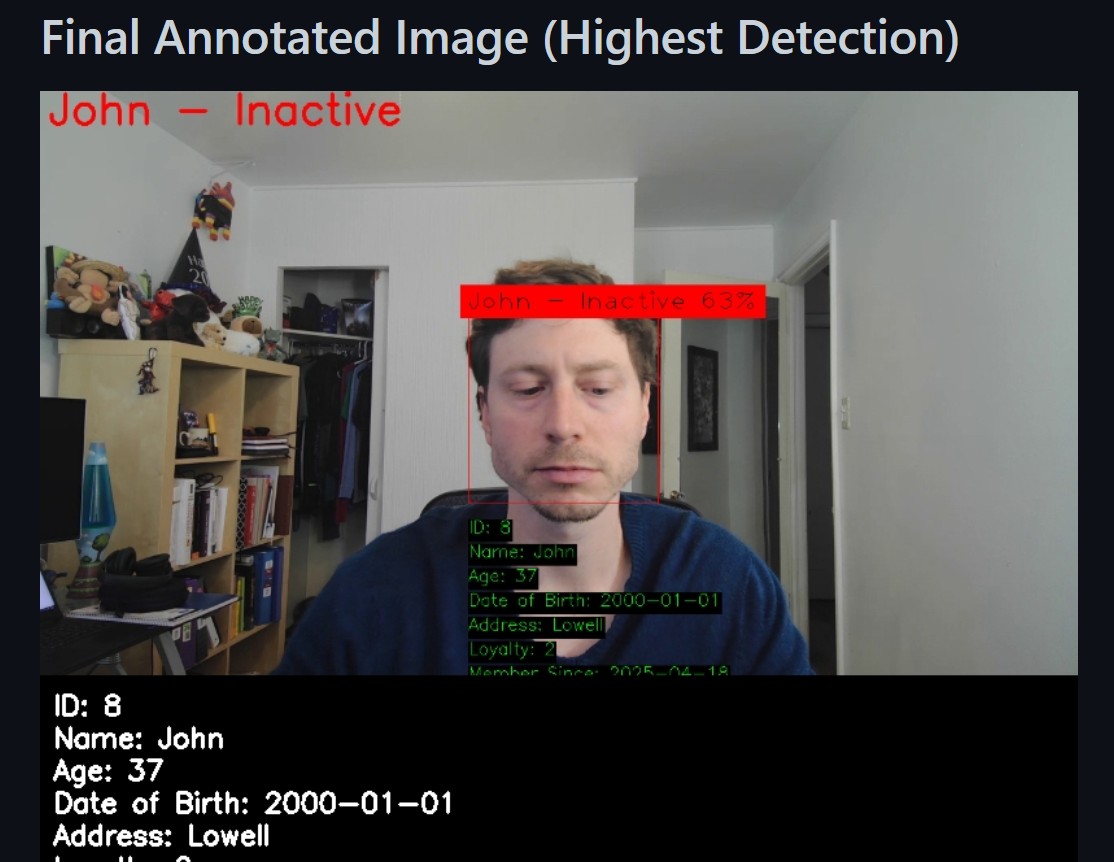 Final Annotated Image (Highest Detection)
John - Inactive
John - Inactive 63%
ID: 8
Name: John
Age: 37
Date of Birth: 2000-01-01
Address: Lowell
Loyalty: 2
Member Since: 2025-04-18
ID: 8
Name: John
Age: 37
Date of Birth: 2000-01-01
Address: Lowell